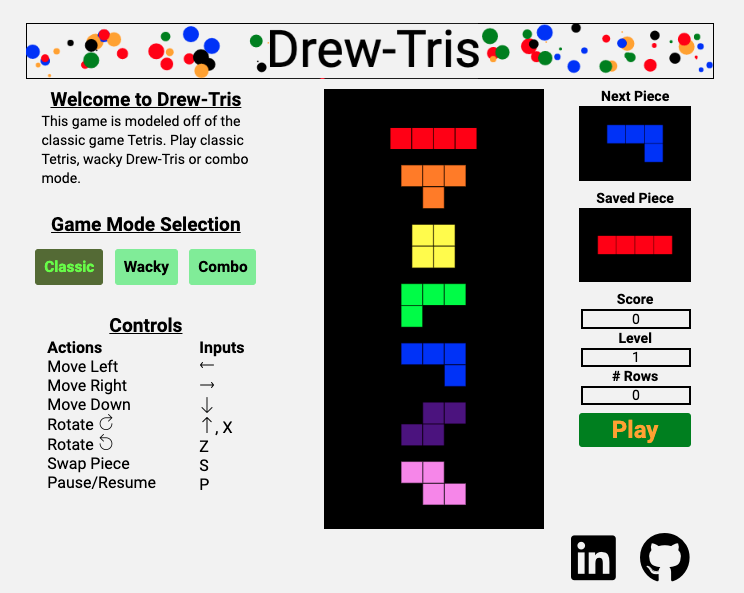 Drew-Tris
Welcome to Drew-Tris
This game is modeled off of the
classic game Tetris. Play classic
Tetris, wacky Drew-Tris or combo
mode.
Game Mode Selection
Classic Wacky Combo
Controls
Actions Inputs
Move Left ←
Move Right →
Move Down ↓
Rotate ↻ ↑, X
Rotate ↺ Z
Swap Piece S
Pause/Resume P
Next Piece
Saved Piece
Score
0
Level
1
# Rows
0
Play
in